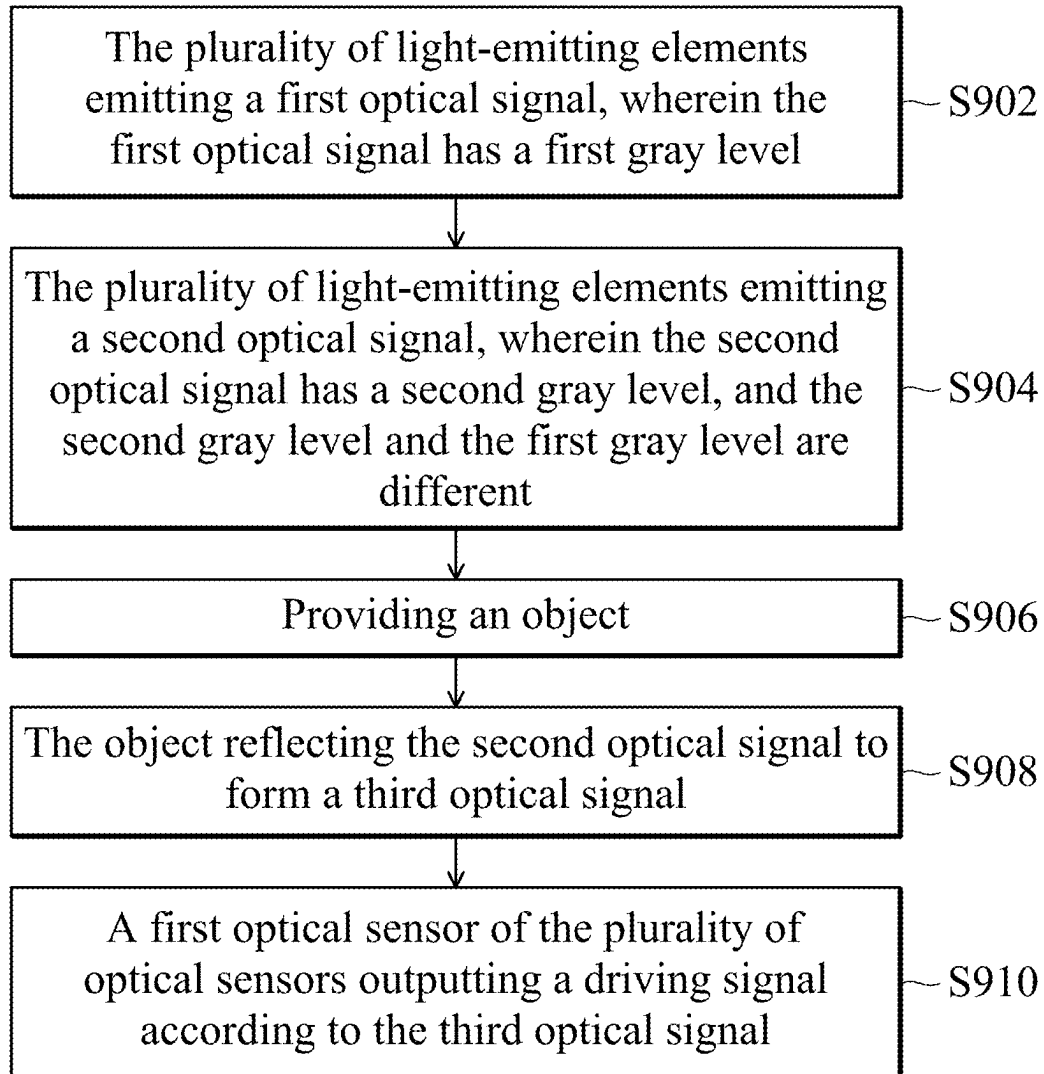 The plurality of light-emitting elements
emitting a first optical signal, wherein the
first optical signal has a first gray level
S902
The plurality of light-emitting elements emitting
a second optical signal, wherein the second
optical signal has a second gray level, and the
second gray level and the first gray level are
different
S904
Providing an object
S906
The object reflecting the second optical signal to
form a third optical signal
S908
A first optical sensor of the plurality of
optical sensors outputting a driving signal
according to the third optical signal
S910